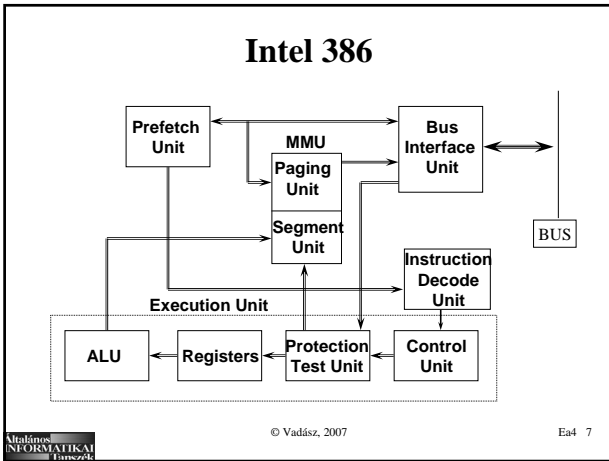 Intel 386
Prefetch
Unit
MMU
Bus
Interface
Unit
Paging
Unit
Segment
Unit
BUS
Instruction
Decode
Unit
Execution Unit
ALU
Registers
Protection
Test Unit
Control
Unit
Általános
INFORMATIKAI
Tanszék
© Vadász, 2007
Ea4 7